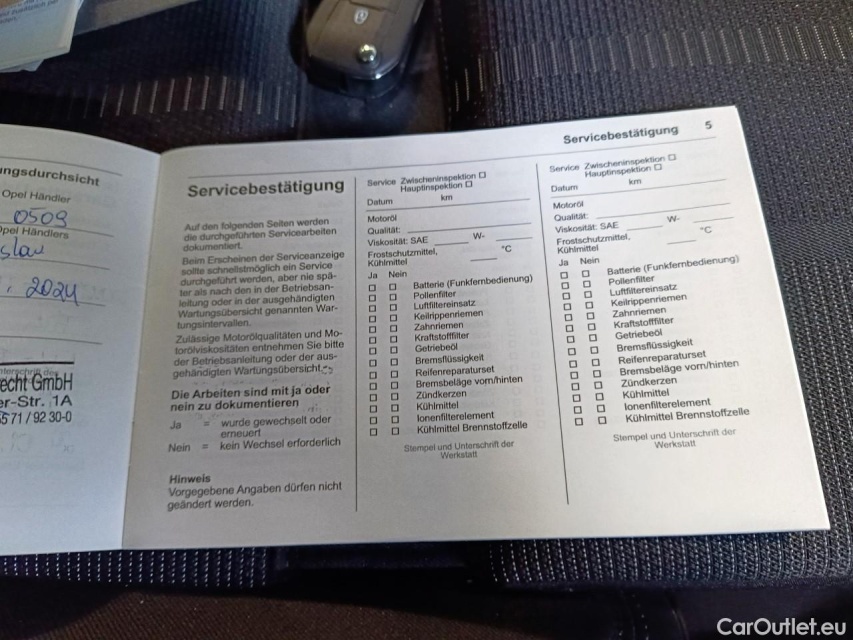 ngsdurchsicht
Opel Händler
0509
Opel Händlers
slau
. 2024
echt GmbH
er-Str. 1A
571 / 92 30-0
Servicebestätigung 5
Servicebestätigung
Auf den folgenden Seiten werden
die durchgeführten Servicearbeiten
dokumentiert.
Beim Erscheinen der Serviceanzeige
sollte schnellstmöglich ein Service
durchgeführt werden, aber nie spä-
ter als nach den in der Betriebsan-
leitung oder in der ausgehändigten
Wartungsübersicht genannten War-
tungsintervallen.
Zulässige Motorölqualitäten und Mo-
torölviskositäten entnehmen Sie bitte
der Betriebsanleitung oder der aus-
gehändigten Wartungsübersicht.
Die Arbeiten sind mit ja oder
nein zu dokumentieren
Ja = wurde gewechselt oder
erneuert
Nein = kein Wechsel erforderlich
Hinweis
Vorgegebene Angaben dürfen nicht
geändert werden.
Service Zwischeninspektion ☐
Hauptinspektion ☐
Datum km
Motoröl
Qualität:
Viskosität: SAE W-
Frostschutzmittel,
Kühlmittel °C
Ja Nein
☐ ☐ Batterie (Funkfernbedienung)
☐ ☐ Pollenfilter
☐ ☐ Luftfiltereinsatz
☐ ☐ Keilrippenriemen
☐ ☐ Zahnriemen
☐ ☐ Kraftstofffilter
☐ ☐ Getriebeöl
☐ ☐ Bremsflüssigkeit
☐ ☐ Reifenreparaturset
☐ ☐ Bremsbeläge vorn/hinten
☐ ☐ Zündkerzen
☐ ☐ Kühlmittel
☐ ☐ Ionenfilterelement
☐ ☐ Kühlmittel Brennstoffzelle
Stempel und Unterschrift der
Werkstatt
Service Zwischeninspektion ☐
Hauptinspektion ☐
Datum km
Motoröl
Qualität:
Viskosität: SAE W-
Frostschutzmittel,
Kühlmittel °C
Ja Nein
☐ ☐ Batterie (Funkfernbedienung)
☐ ☐ Pollenfilter
☐ ☐ Luftfiltereinsatz
☐ ☐ Keilrippenriemen
☐ ☐ Zahnriemen
☐ ☐ Kraftstofffilter
☐ ☐ Getriebeöl
☐ ☐ Bremsflüssigkeit
☐ ☐ Reifenreparaturset
☐ ☐ Bremsbeläge vorn/hinten
☐ ☐ Zündkerzen
☐ ☐ Kühlmittel
☐ ☐ Ionenfilterelement
☐ ☐ Kühlmittel Brennstoffzelle
Stempel und Unterschrift der
Werkstatt
CarOutlet.eu